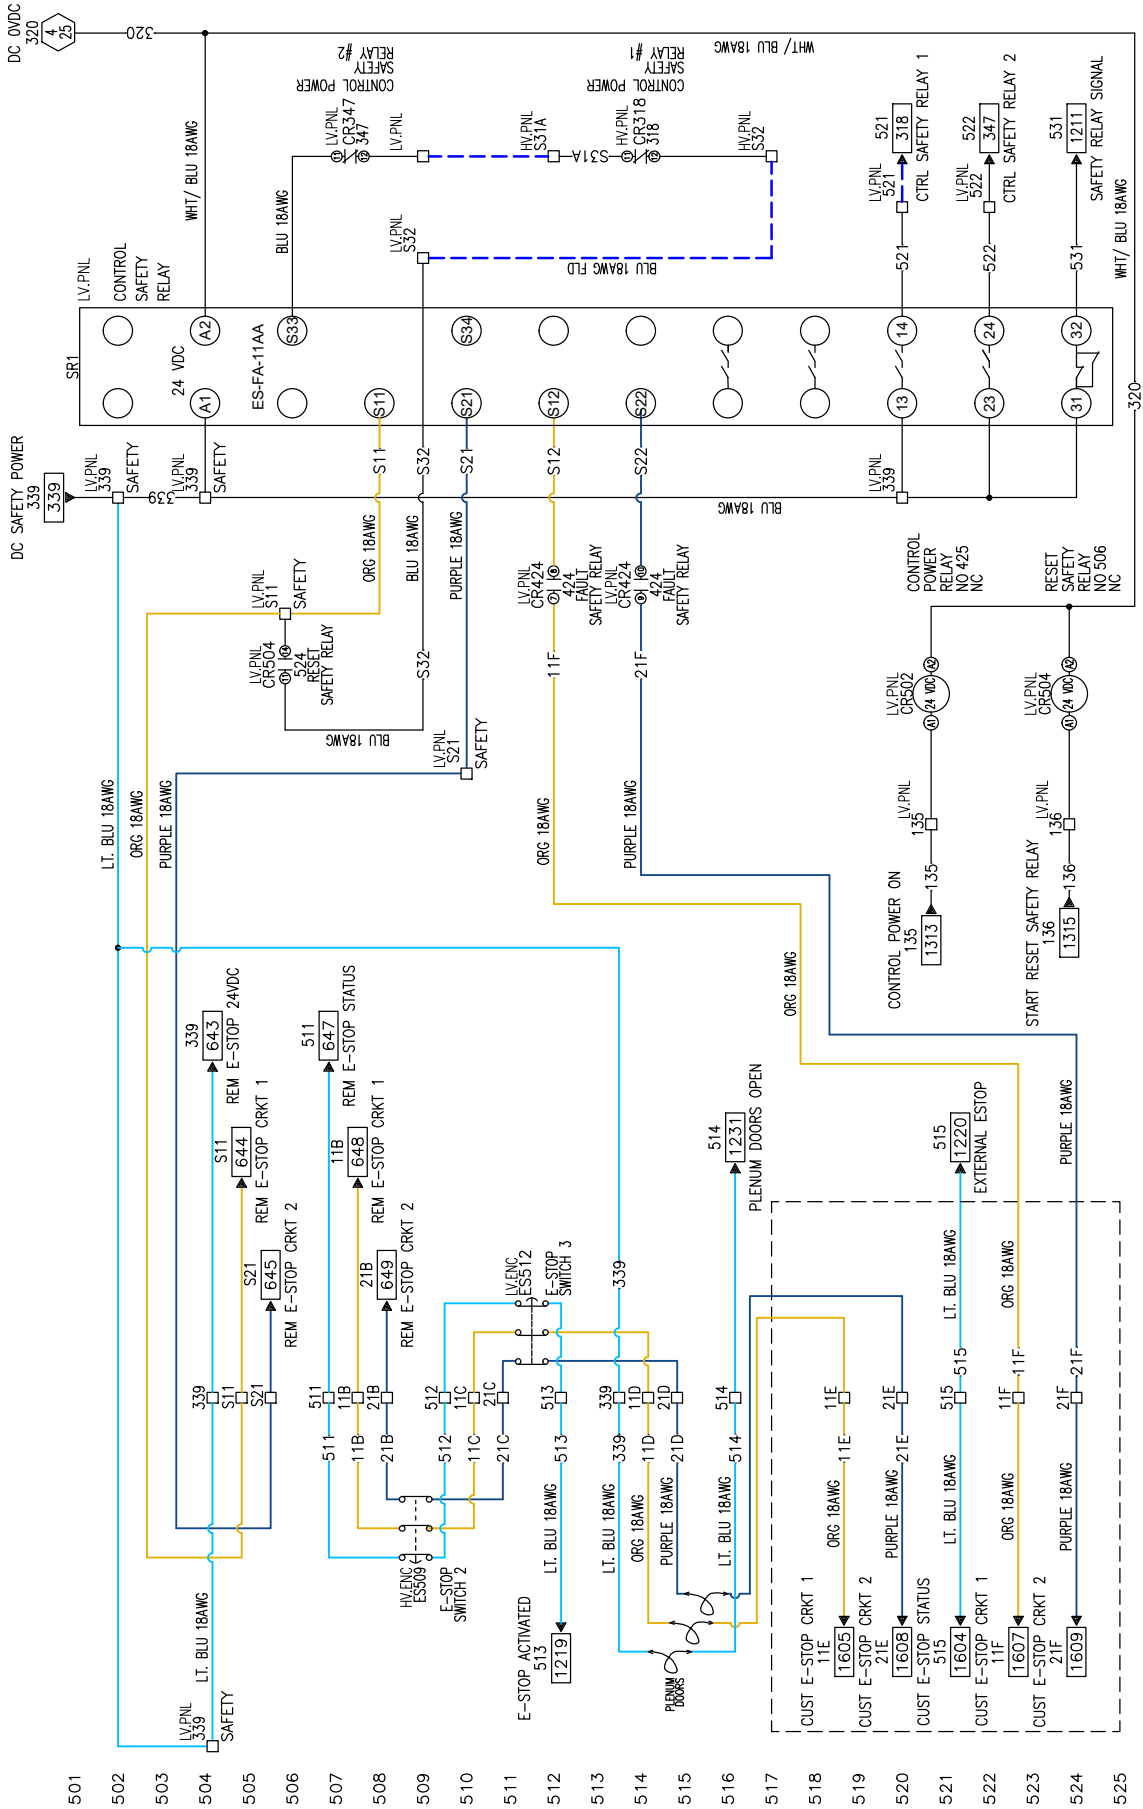 501
502
503
504
505
506
507
508
509
510
511
512
513
514
515
516
517
518
519
520
521
522
523
524
525
LV.PNL
339
SAFETY
LT. BLU 18AWG
339
S11
S21
339
643
REM E-STOP 24VDC
S11
644
REM E-STOP CRKT 1
S21
645
REM E-STOP CRKT 2
LT. BLU 18AWG
ORG 18AWG
PURPLE 18AWG
511
11B
21B
511
11B
21B
511
647
REM E-STOP STATUS
11B
648
REM E-STOP CRKT 1
21B
649
REM E-STOP CRKT 2
HV.ENC
ES509
E-STOP
SWITCH 2
512
11C
21C
512
11C
21C
LV.ENC
ES512
E-STOP
SWITCH 3
E-STOP ACTIVATED
513
1219
LT. BLU 18AWG
513
513
LT. BLU 18AWG
339
339
339
ORG 18AWG
11D
11D
PURPLE 18AWG
21D
21D
PLENUM
DOORS
LT. BLU 18AWG
514
514
514
1231
PLENUM DOORS OPEN
CUST E-STOP CRKT 1
11E
1605
ORG 18AWG
11E
11E
CUST E-STOP CRKT 2
21E
1608
PURPLE 18AWG
21E
21E
CUST E-STOP STATUS
515
1604
LT. BLU 18AWG
515
515
LT. BLU 18AWG
515
1220
EXTERNAL ESTOP
CUST E-STOP CRKT 1
11F
1607
ORG 18AWG
11F
11F
ORG 18AWG
CUST E-STOP CRKT 2
21F
1609
PURPLE 18AWG
21F
21F
PURPLE 18AWG
ORG 18AWG
DC SAFETY POWER
339
339
LV.PNL
339
SAFETY
339
LV.PNL
339
SAFETY
BLU 18AWG
LV.PNL
339
LV.PNL
S11
SAFETY
LV.PNL
CR504
11
14
524
RESET
SAFETY RELAY
BLU 18AWG
ORG 18AWG
S11
BLU 18AWG
S32
S32
PURPLE 18AWG
S21
LV.PNL
S21
SAFETY
ORG 18AWG
11F
LV.PNL
CR424
7
8
424
FAULT
SAFETY RELAY
S12
PURPLE 18AWG
21F
LV.PNL
CR424
9
10
424
FAULT
SAFETY RELAY
S22
CONTROL POWER ON
135
1313
135
135
LV.PNL
LV.PNL
CR502
A1
24 VDC
A2
CONTROL
POWER
RELAY
NO 425
NC
START RESET SAFETY RELAY
136
1315
136
136
LV.PNL
LV.PNL
CR504
A1
24 VDC
A2
RESET
SAFETY
RELAY
NO 506
NC
320
SR1
LV.PNL
CONTROL
SAFETY
RELAY
24 VDC
ES-FA-11AA
A1
A2
S33
S11
S21
S34
S12
S22
13
14
23
24
31
32
DC 0VDC
320
4
25
320
WHT/ BLU 18AWG
WHT/ BLU 18AWG
BLU 18AWG
LV.PNL
CR347
11
12
347
CONTROL POWER
SAFETY
RELAY #2
LV.PNL
HV.PNL
S31A
S31A
HV.PNL
CR318
11
12
318
CONTROL POWER
SAFETY
RELAY #1
HV.PNL
S32
LV.PNL
S32
BLU 18AWG FLD
521
LV.PNL
521
521
318
CTRL SAFETY RELAY 1
522
LV.PNL
522
522
347
CTRL SAFETY RELAY 2
531
531
1211
SAFETY RELAY SIGNAL
WHT/ BLU 18AWG